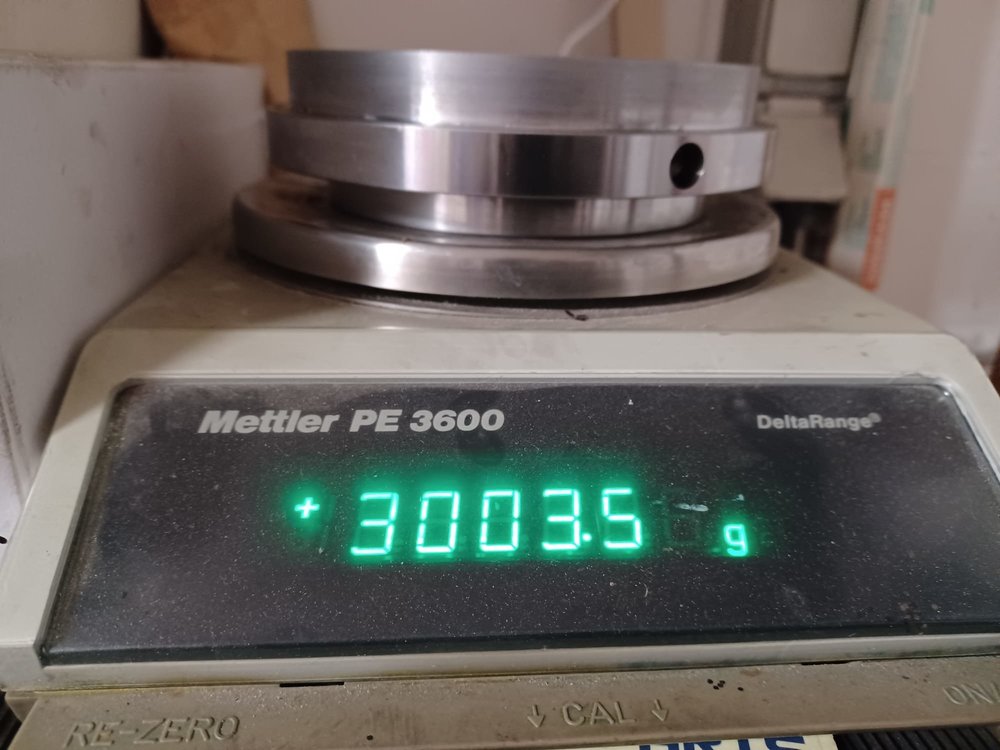 Mettler PE 3600
DeltaRange®
+ 3003.5 g
RE-ZERO
↓ CAL ↓